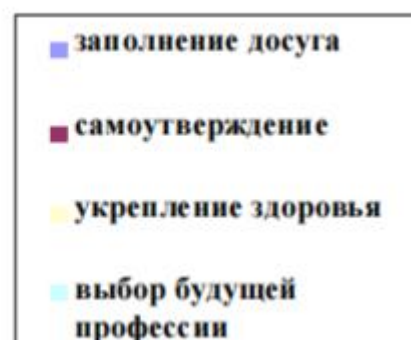 заполнение досуга
самоутверждение
укрепление здоровья
выбор будущей
профессии